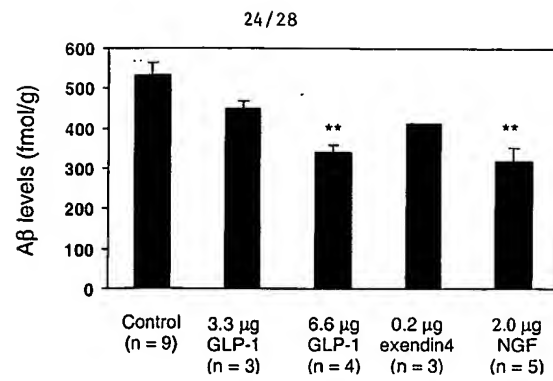 24/28
Aβ levels (fmol/g)
600
500
400
300
200
100
0
**
**
Control
(n = 9)
3.3 µg
GLP-1
(n = 3)
6.6 µg
GLP-1
(n = 4)
0.2 µg
exendin4
(n = 3)
2.0 µg
NGF
(n = 5)